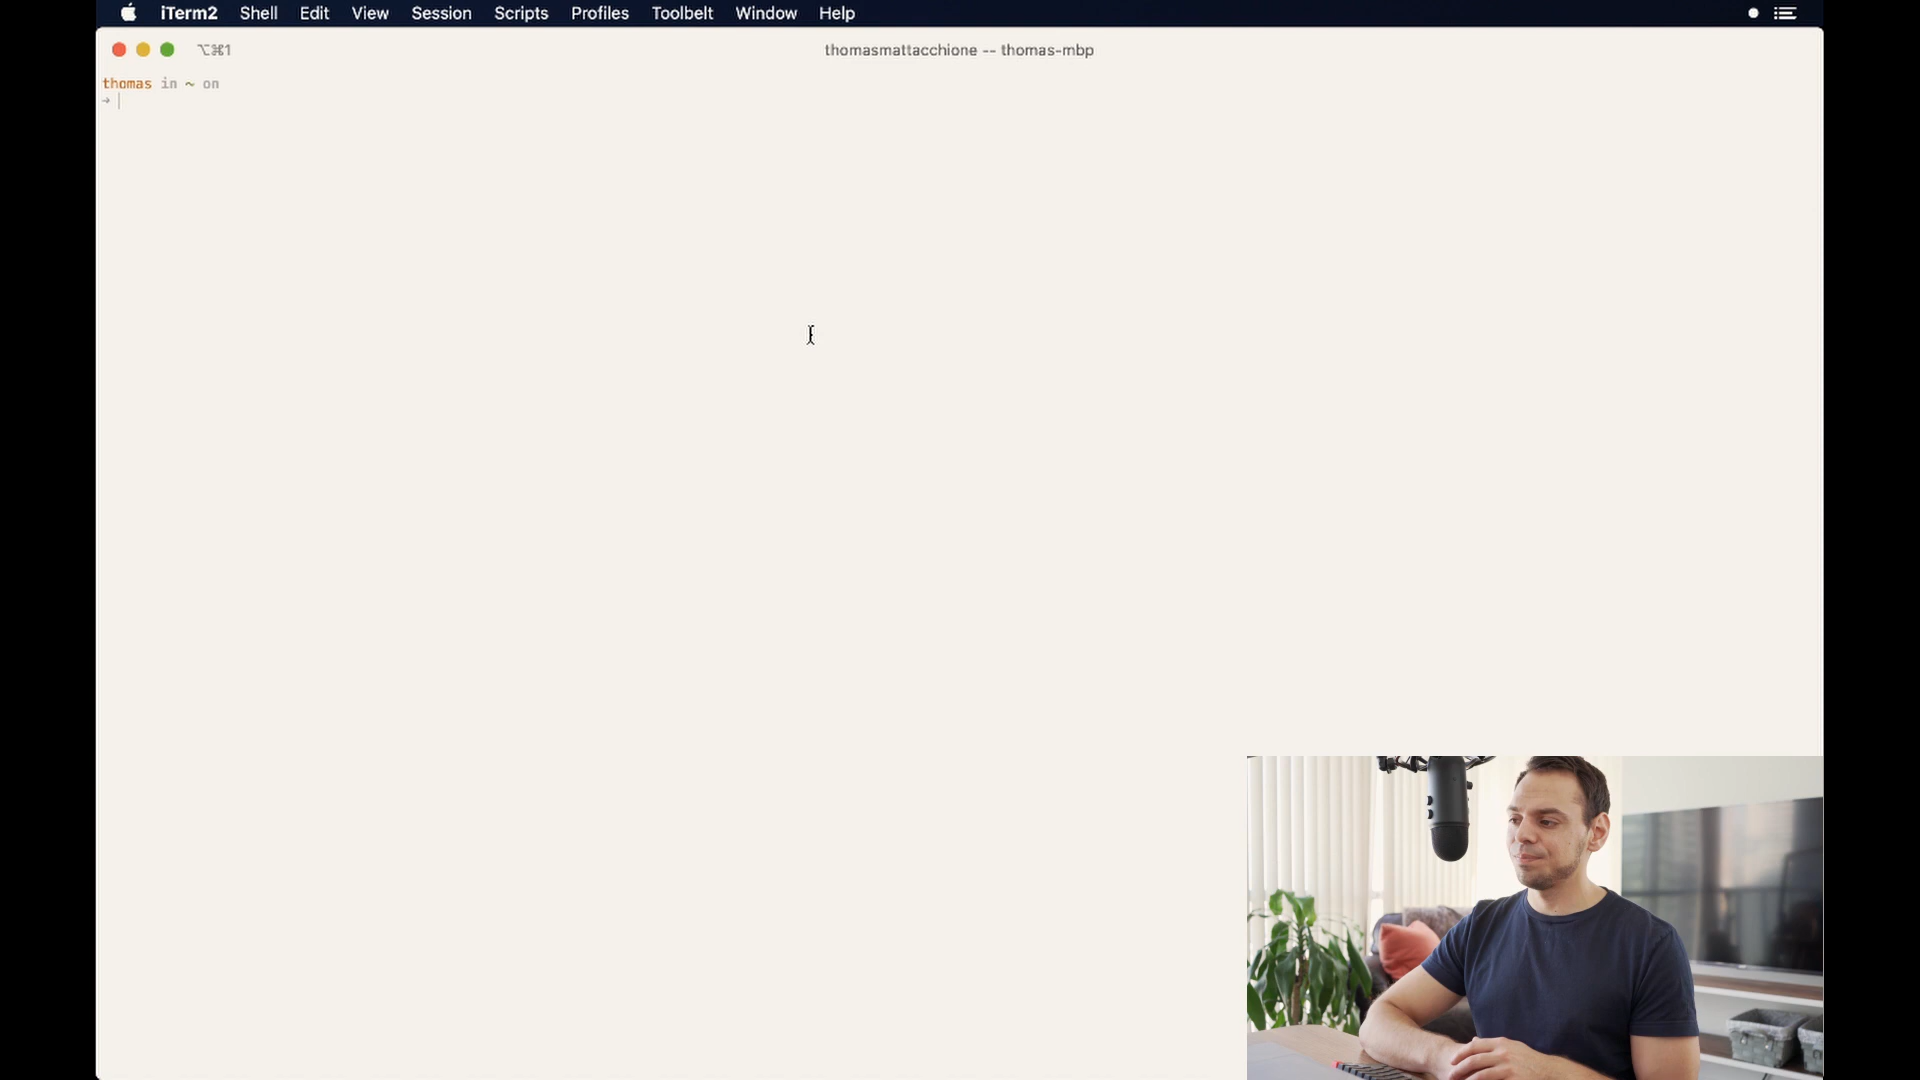 iTerm2 Shell Edit View Session Scripts Profiles Toolbelt Window Help
⌥⌘1 thomasmattacchione -- thomas-mbp
thomas in ~ on
→